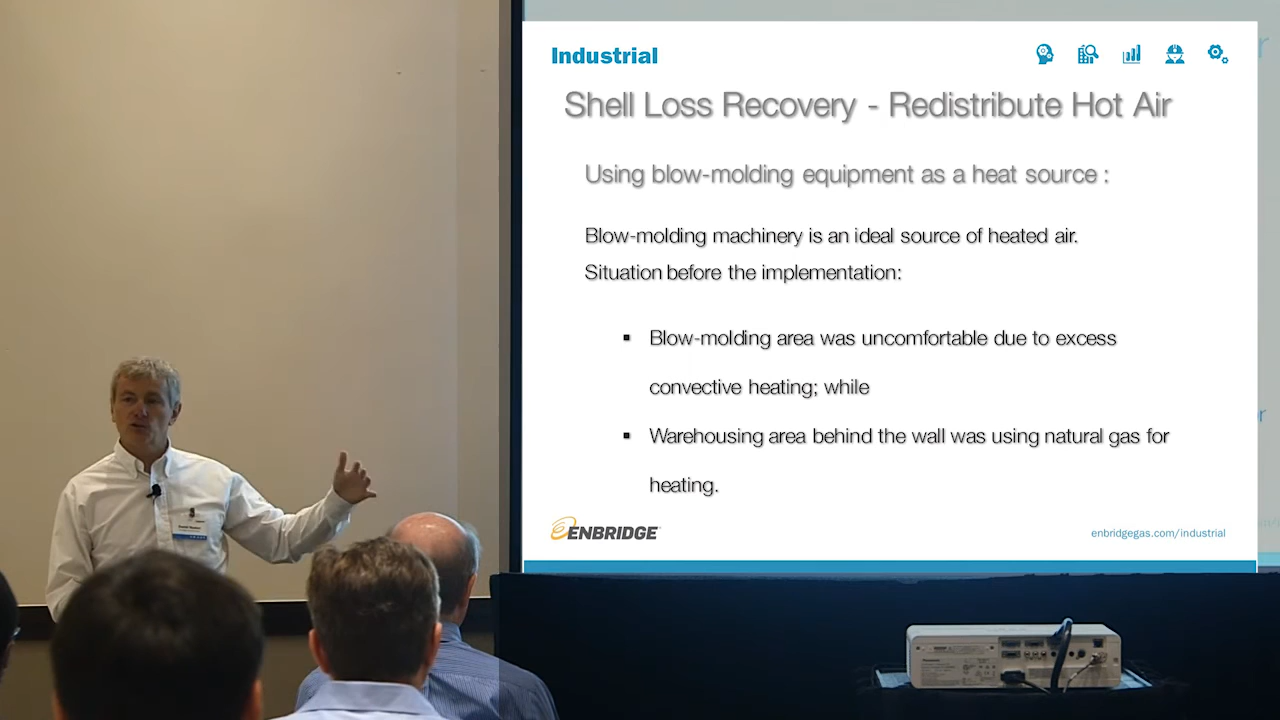 Industrial
Shell Loss Recovery - Redistribute Hot Air
Using blow-molding equipment as a heat source :
Blow-molding machinery is an ideal source of heated air.
Situation before the implementation:
▪ Blow-molding area was uncomfortable due to excess
convective heating; while
▪ Warehousing area behind the wall was using natural gas for
heating.
ENBRIDGE
enbridgegas.com/industrial
Panasonic